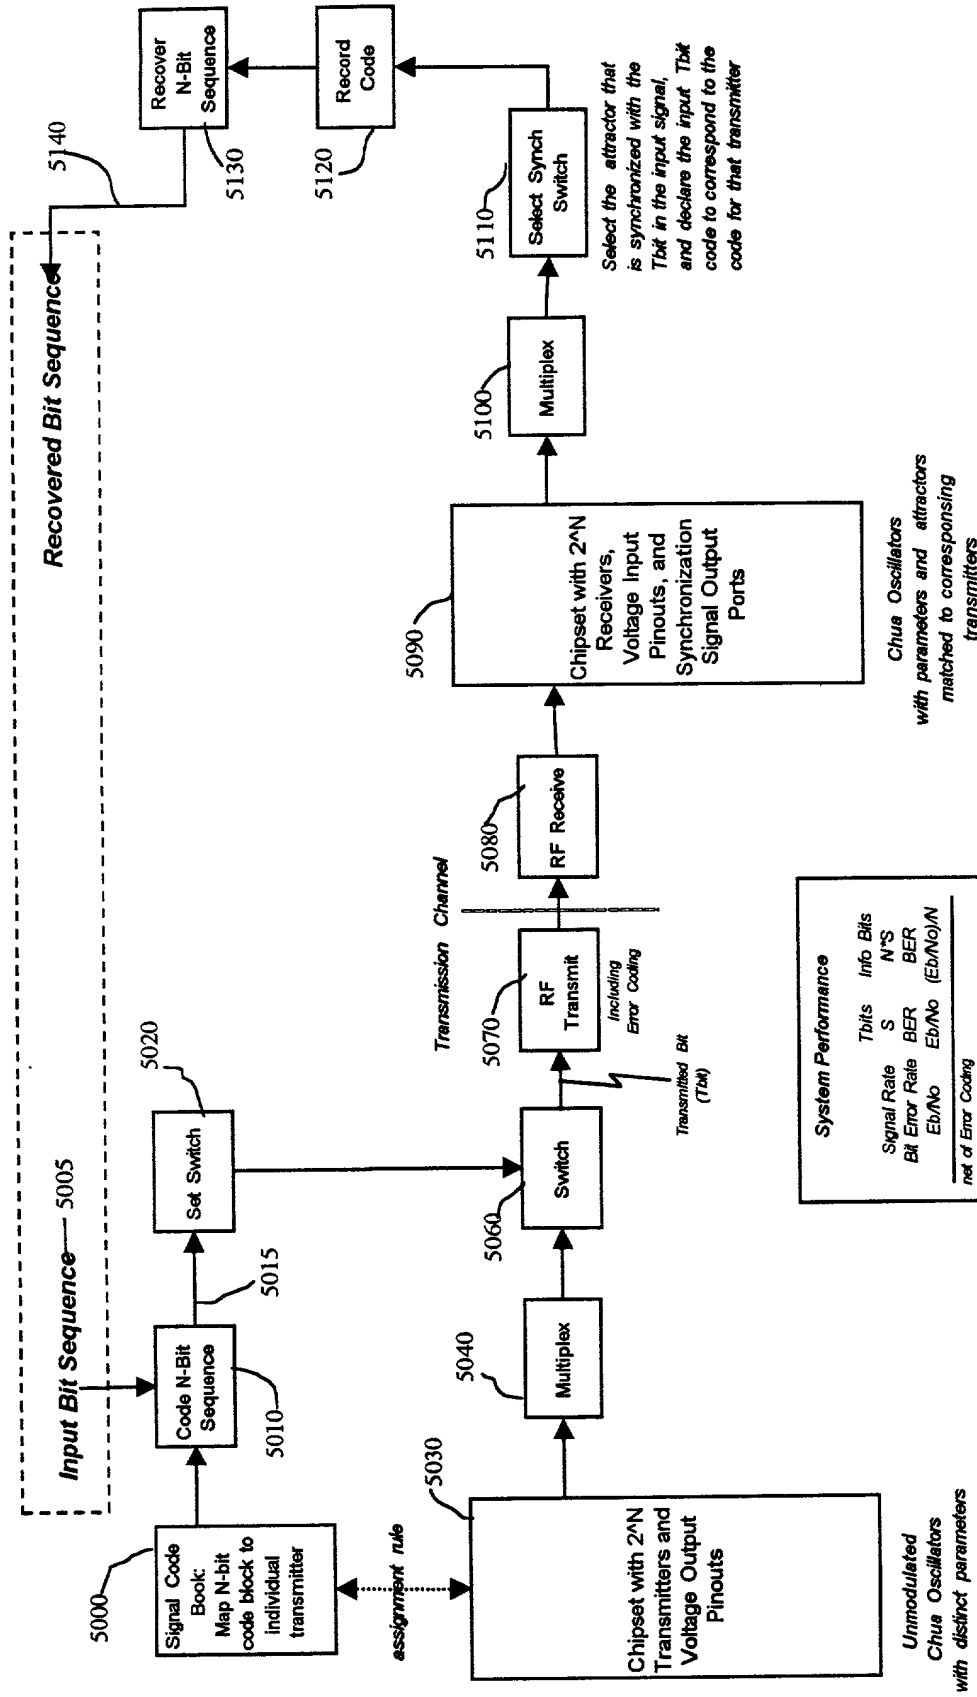 Input Bit Sequence
5005
Recovered Bit Sequence
5140
5000
Signal Code
Book:
Map N-bit
code block to
individual
transmitter
Code N-Bit
Sequence
5010
5015
Set Switch
5020
Recover
N-Bit
Sequence
5130
Record
Code
5120
assignment rule
5030
Chipset with 2^N
Transmitters and
Voltage Output
Pinouts
Unmodulated
Chua Oscillators
with distinct parameters
5040
Multiplex
5060
Switch
Transmitted Bit
(Tbit)
Transmission Channel
5070
RF
Transmit
Including
Error Coding
5080
RF Receive
5090
Chipset with 2^N
Receivers,
Voltage Input
Pinouts, and
Synchronization
Signal Output
Ports
Chua Oscillators
with parameters and attractors
matched to corresponsing
transmitters
5100
Multiplex
5110
Select Synch
Switch
Select the attractor that
is synchronized with the
Tbit in the input signal,
and declare the input Tbit
code to correspond to the
code for that transmitter
System Performance
Tbits Info Bits
Signal Rate S N*S
Bit Error Rate BER BER
Eb/No Eb/No (Eb/No)/N
net of Error Coding